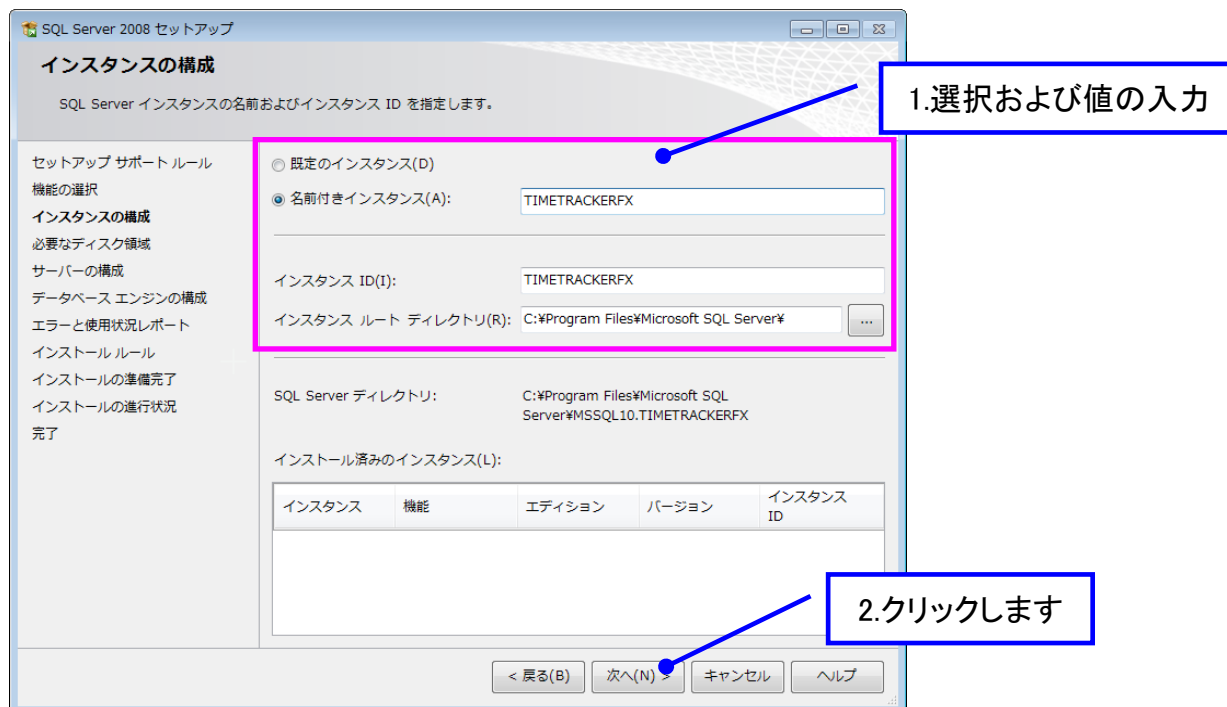 SQL Server 2008 セットアップ
インスタンスの構成
SQL Server インスタンスの名前およびインスタンス ID を指定します。
1.選択および値の入力
セットアップ サポート ルール
機能の選択
インスタンスの構成
必要なディスク領域
サーバーの構成
データベース エンジンの構成
エラーと使用状況レポート
インストール ルール
インストールの準備完了
インストールの進行状況
完了
既定のインスタンス(D)
名前付きインスタンス(A): TIMETRACKERFX
インスタンス ID(I): TIMETRACKERFX
インスタンス ルート ディレクトリ(R): C:¥Program Files¥Microsoft SQL Server¥ ...
SQL Server ディレクトリ: C:¥Program Files¥Microsoft SQL
Server¥MSSQL10.TIMETRACKERFX
インストール済みのインスタンス(L):
インスタンス 機能 エディション バージョン インスタンス
ID
2.クリックします
< 戻る(B) 次へ(N) > キャンセル ヘルプ